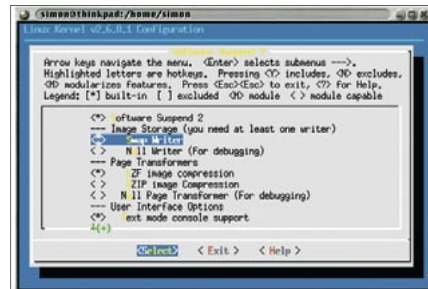 (simon@thinkpad:/home/simon
Linux Kernel v2.6.0.1 Configuration
Software Suspend 2
Arrow keys navigate the menu. <Enter> selects submenus --->.
Highlighted letters are hotkeys. Pressing <Y> includes, <N> excludes,
<M> modularizes features. Press <Esc><Esc> to exit, <?> for Help.
Legend: [*] built-in [ ] excluded <M> module < > module capable
<*> Software Suspend 2
--- Image Storage (you need at least one writer)
<*> Swap Writer
< > Null Writer (For debugging)
--- Page Transformers
<*> LZF image compression
< > GZIP image Compression
< > Null Page Transformer (For debugging)
--- User Interface Options
<*> Text mode console support
↓(+)
<Select> < Exit > < Help >